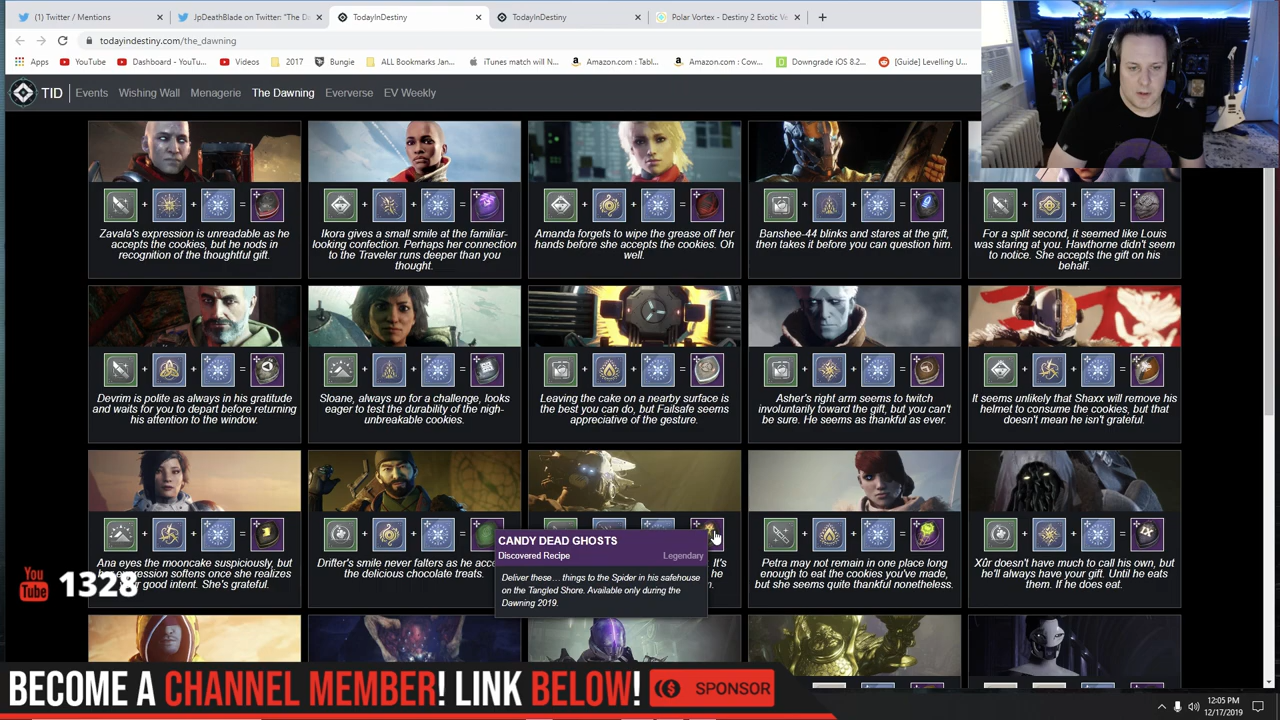 (1) Twitter / Mentions
JpDeathBlade on Twitter: "The D
TodayInDestiny
TodayInDestiny
Polar Vortex - Destiny 2 Exotic V
todayindestiny.com/the_dawning
Apps
YouTube
Dashboard - YouTu...
Videos
2017
Bungie
ALL Bookmarks Jan...
iTunes match will N...
Amazon.com : Tabl...
Amazon.com : Cow...
Downgrade iOS 8.2...
[Guide] Levelling U...
TID
Events
Wishing Wall
Menagerie
The Dawning
Eververse
EV Weekly
Zavala's expression is unreadable as he
accepts the cookies, but he nods in
recognition of the thoughtful gift.
Ikora gives a small smile at the familiar-
looking confection. Perhaps her connection
to the Traveler runs deeper than you
thought.
Amanda forgets to wipe the grease off her
hands before she accepts the cookies. Oh
well.
Banshee-44 blinks and stares at the gift,
then takes it before you can question him.
For a split second, it seemed like Louis
was staring at you. Hawthorne didn't seem
to notice. She accepts the gift on his
behalf.
Devrim is polite as always in his gratitude
and waits for you to depart before returning
his attention to the window.
Sloane, always up for a challenge, looks
eager to test the durability of the nigh-
unbreakable cookies.
Leaving the cake on a nearby surface is
the best you can do, but Failsafe seems
appreciative of the gesture.
Asher's right arm seems to twitch
involuntarily toward the gift, but you can't
be sure. He seems as thankful as ever.
It seems unlikely that Shaxx will remove his
helmet to consume the cookies, but that
doesn't mean he isn't grateful.
Ana eyes the mooncake suspiciously, but
expression softens once she realizes
good intent. She's grateful.
Drifter's smile never falters as he acc
the delicious chocolate treats.
It's
he
Petra may not remain in one place long
enough to eat the cookies you've made,
but she seems quite thankful nonetheless.
Xûr doesn't have much to call his own, but
he'll always have your gift. Until he eats
them. If he does eat.
CANDY DEAD GHOSTS
Discovered Recipe
Legendary
Deliver these... things to the Spider in his safehouse
on the Tangled Shore. Available only during the
Dawning 2019.
You
Tube
1328
BECOME A CHANNEL MEMBER! LINK BELOW!
SPONSOR
12:05 PM
12/17/2019